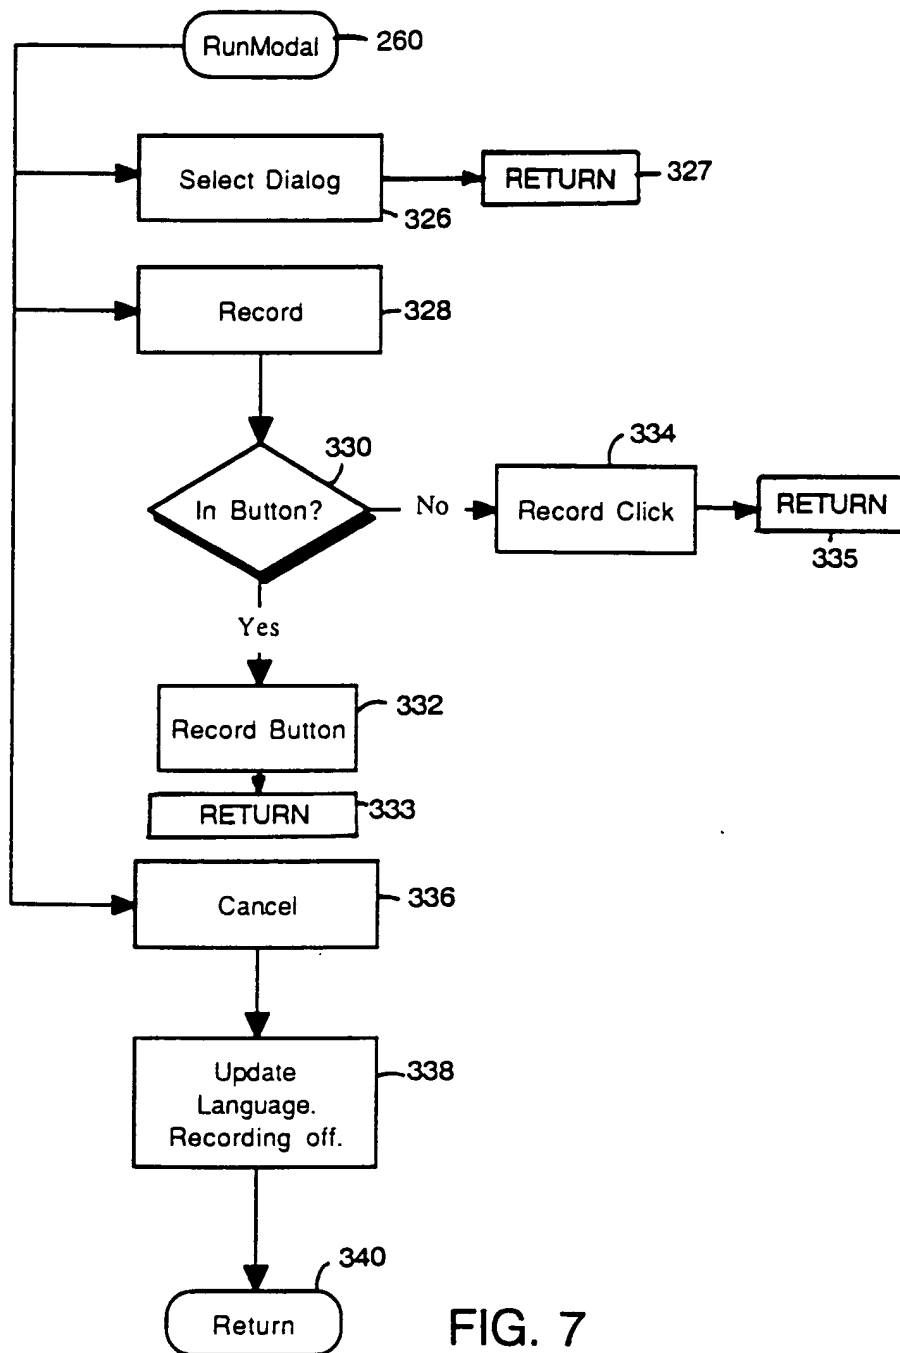 RunModal
260
Select Dialog
326
RETURN
327
Record
328
In Button?
330
No
Record Click
334
RETURN
335
Yes
Record Button
332
RETURN
333
Cancel
336
Update
Language.
Recording off.
338
Return
340
FIG. 7